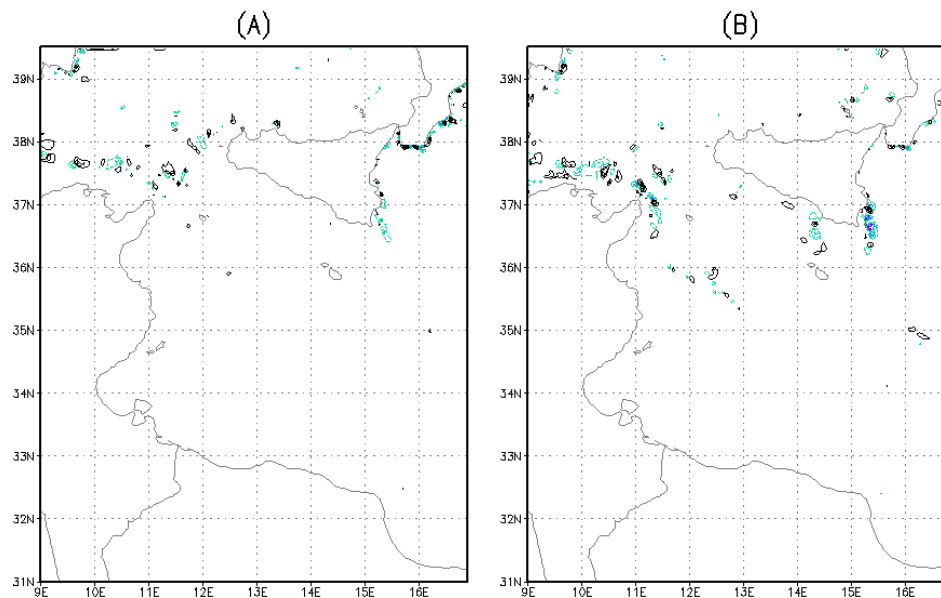 (A) (B)
39N 39N
38N 38N
37N 37N
36N 36N
35N 35N
34N 34N
33N 33N
32N 32N
31N 31N
9E 10E 11E 12E 13E 14E 15E 16E 9E 10E 11E 12E 13E 14E 15E 16E